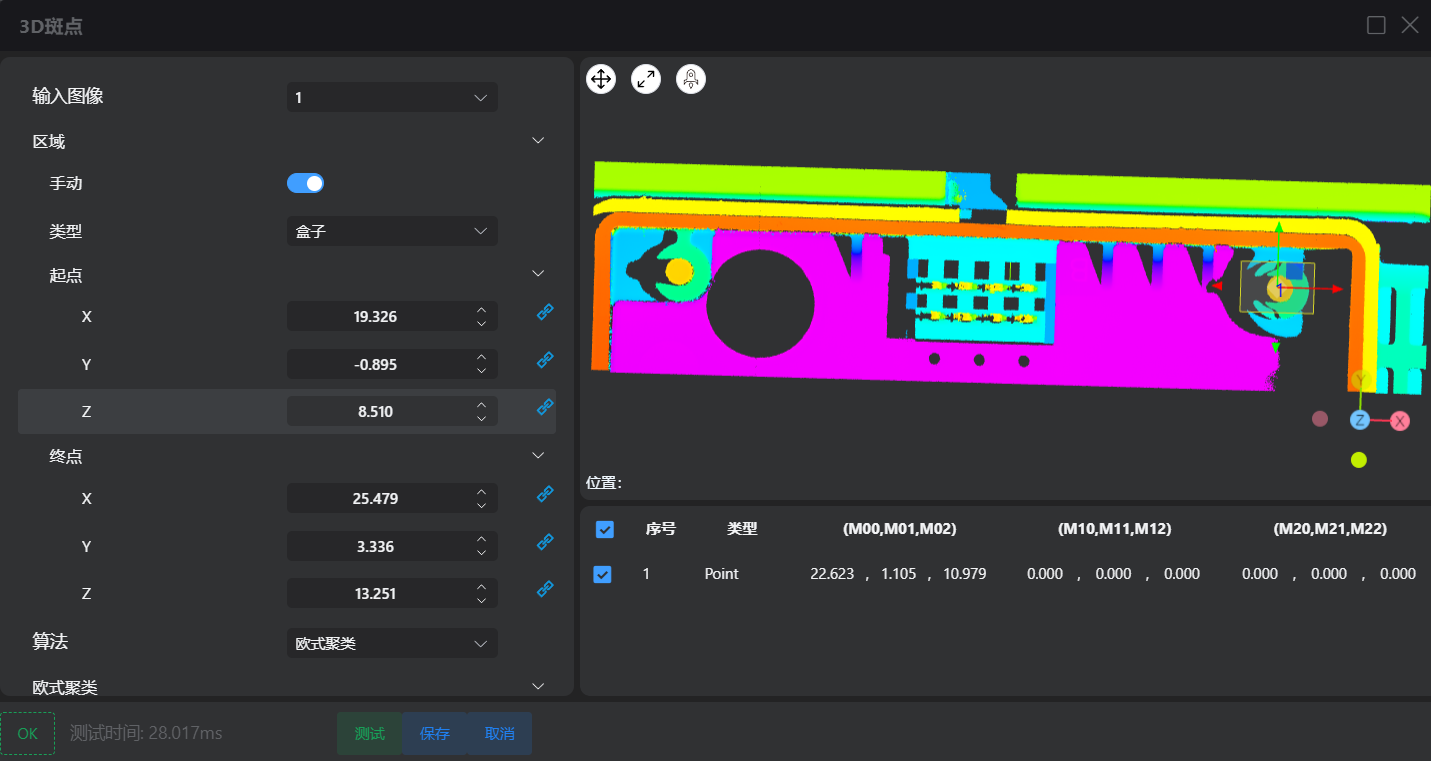 3D斑点
输入图像 1
区域
手动
类型 盒子
起点
X 19.326
Y -0.895
Z 8.510
终点
X 25.479
Y 3.336
Z 13.251
算法 欧式聚类
欧式聚类
OK 测试时间: 28.017ms 测试 保存 取消
1
Y
Z X
位置:
序号 类型 (M00,M01,M02) (M10,M11,M12) (M20,M21,M22)
1 Point 22.623 , 1.105 , 10.979 0.000 , 0.000 , 0.000 0.000 , 0.000 , 0.000